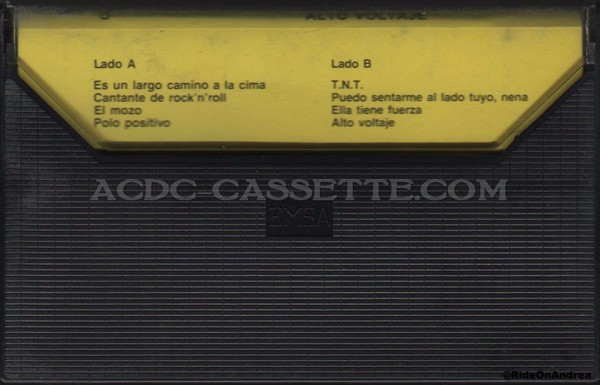 ALTO VOLTAJE
Lado A
Es un largo camino a la cima
Cantante de rock'n'roll
El mozo
Polo positivo
Lado B
T.N.T.
Puedo sentarme al lado tuyo, nena
Ella tiene fuerza
Alto voltaje
ACDC-CASSETTE.COM
EMSA
©RideOnAndrea